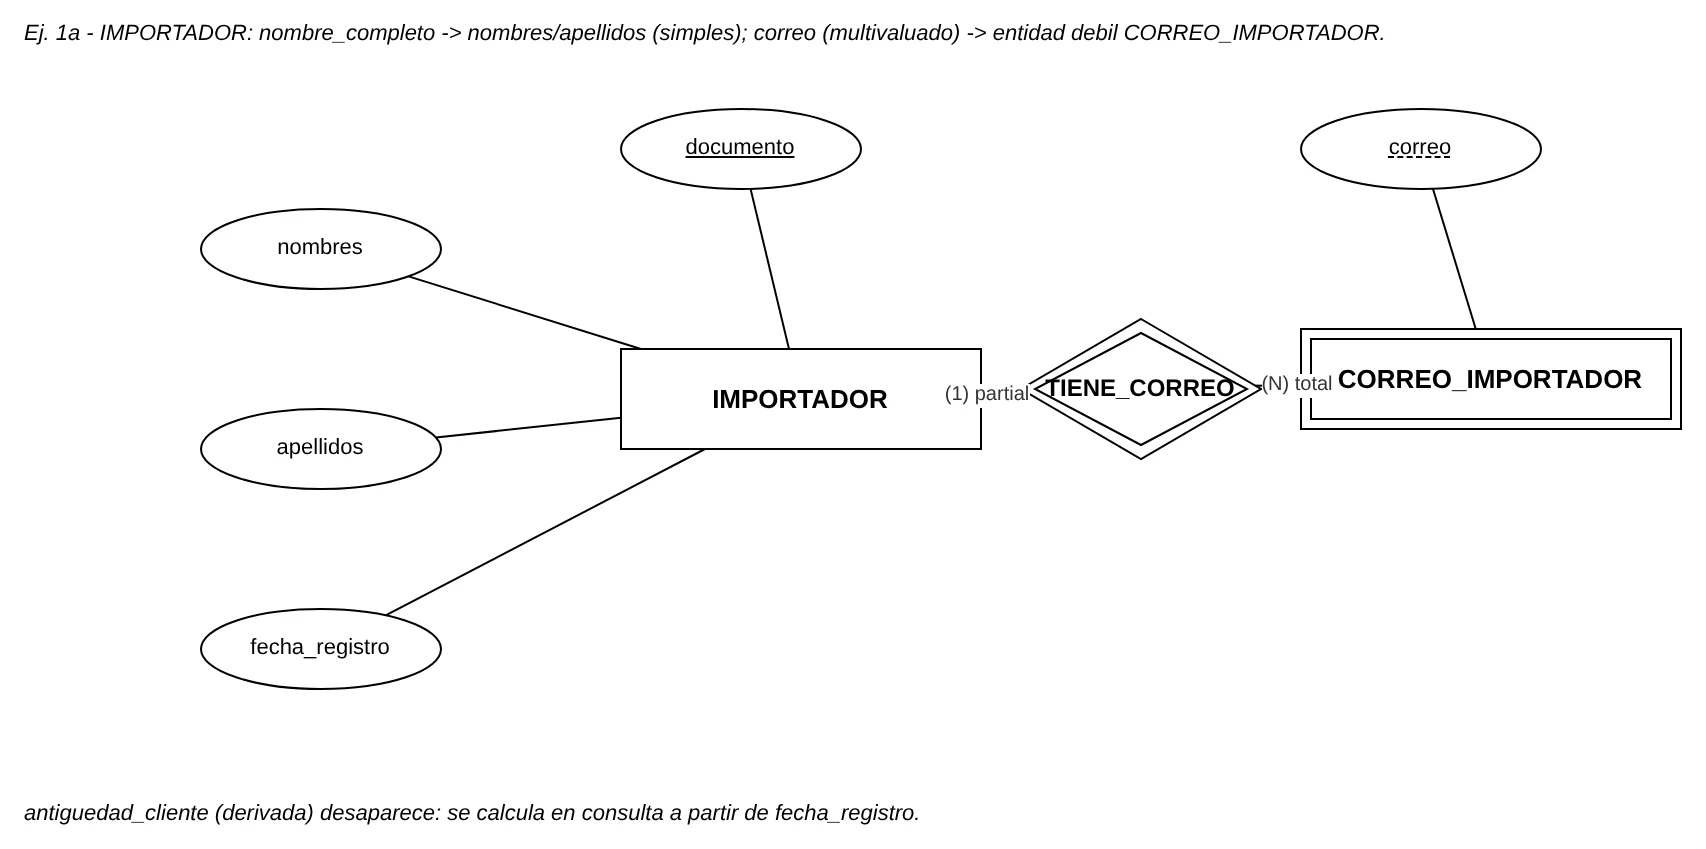 Ej. 1a - IMPORTADOR: nombre_completo -> nombres/apellidos (simples); correo (multivaluado) -> entidad debil CORREO_IMPORTADOR.
documento
correo
nombres
IMPORTADOR
(1) partial
TIENE_CORREO
(N) total
CORREO_IMPORTADOR
apellidos
fecha_registro
antiguedad_cliente (derivada) desaparece: se calcula en consulta a partir de fecha_registro.